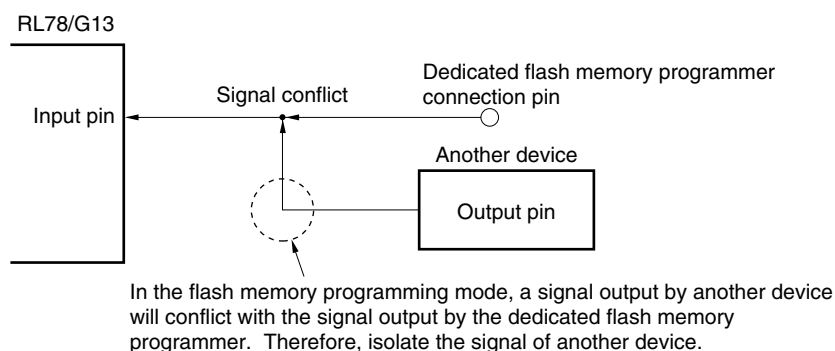 RL78/G13
Input pin
Signal conflict
Dedicated flash memory programmer
connection pin
Another device
Output pin
In the flash memory programming mode, a signal output by another device
will conflict with the signal output by the dedicated flash memory
programmer.  Therefore, isolate the signal of another device.